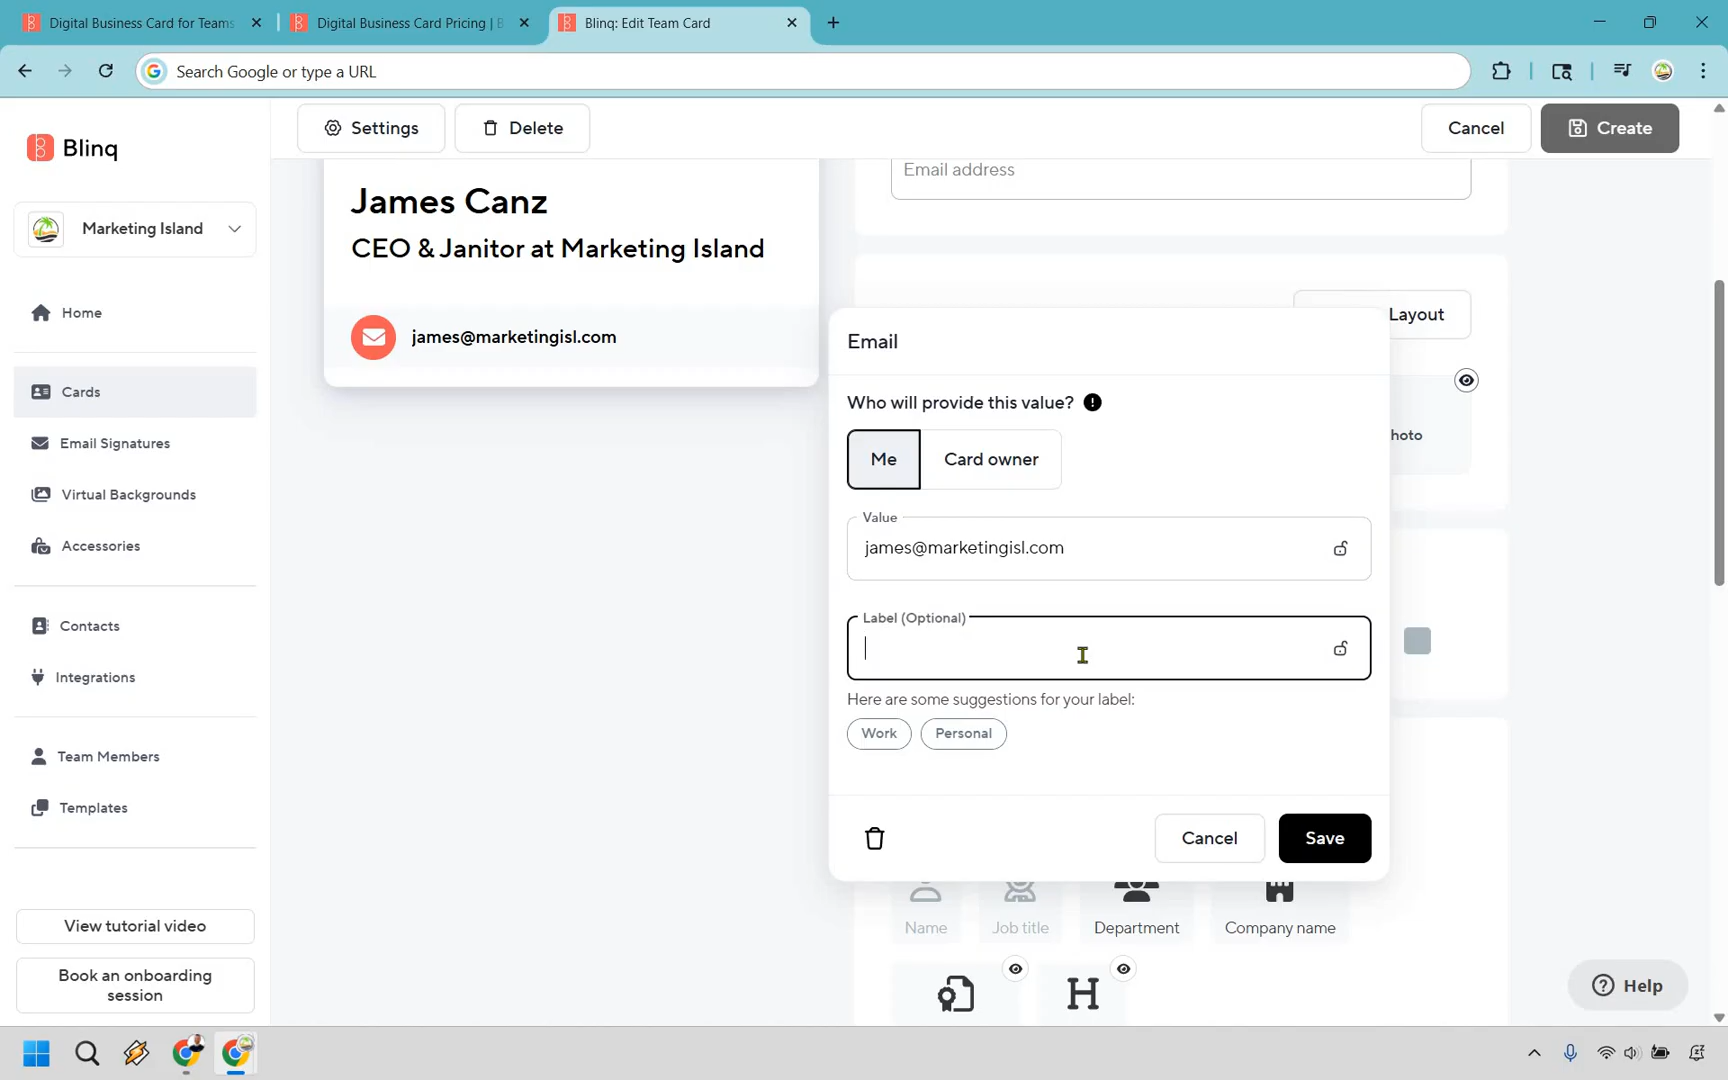 Digital Business Card for Teams
Digital Business Card Pricing | B
Blinq: Edit Team Card
Search Google or type a URL
Blinq
Settings
Delete
Cancel
Create
Marketing Island
Home
Cards
Email Signatures
Virtual Backgrounds
Accessories
Contacts
Integrations
Team Members
Templates
View tutorial video
Book an onboarding
session
James Canz
CEO & Janitor at Marketing Island
james@marketingisl.com
Email address
Layout
hoto
Email
Who will provide this value?
Me
Card owner
Value
james@marketingisl.com
Label (Optional)
Here are some suggestions for your label:
Work
Personal
Cancel
Save
Name
Job title
Department
Company name
H
Help